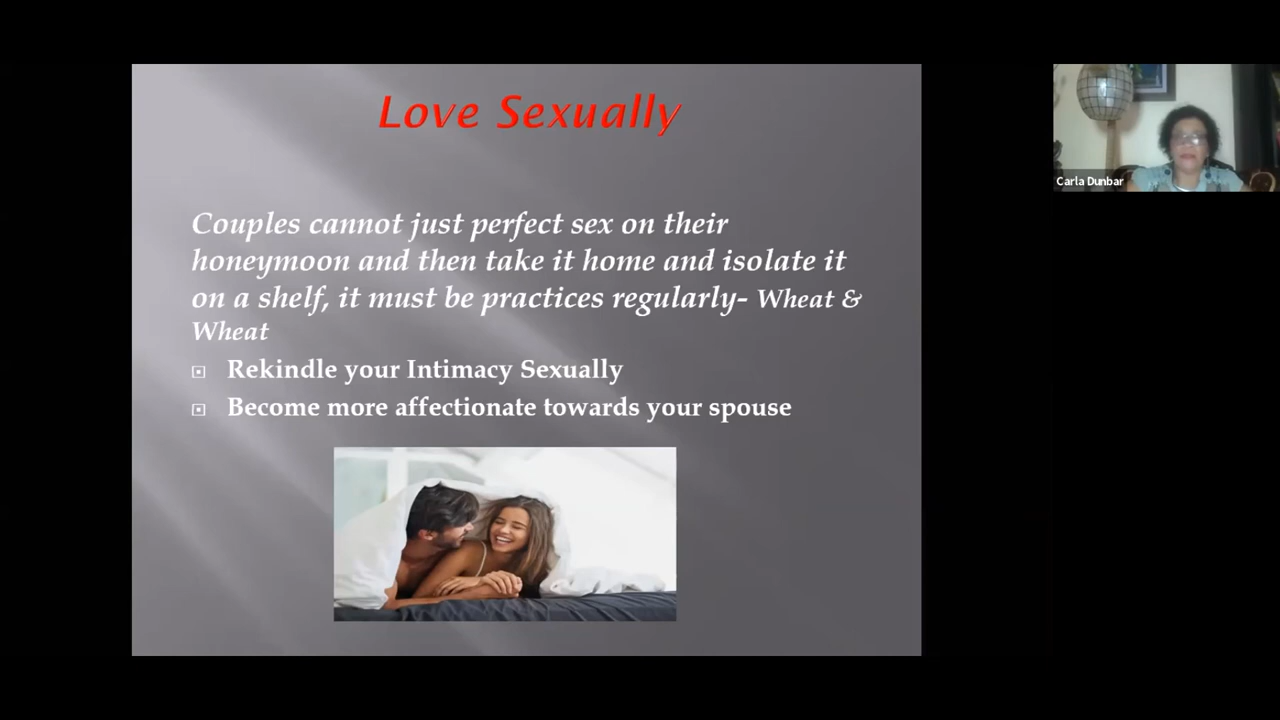 Love Sexually
Couples cannot just perfect sex on their
honeymoon and then take it home and isolate it
on a shelf, it must be practices regularly- Wheat &
Wheat
Rekindle your Intimacy Sexually
Become more affectionate towards your spouse
Carla Dunbar